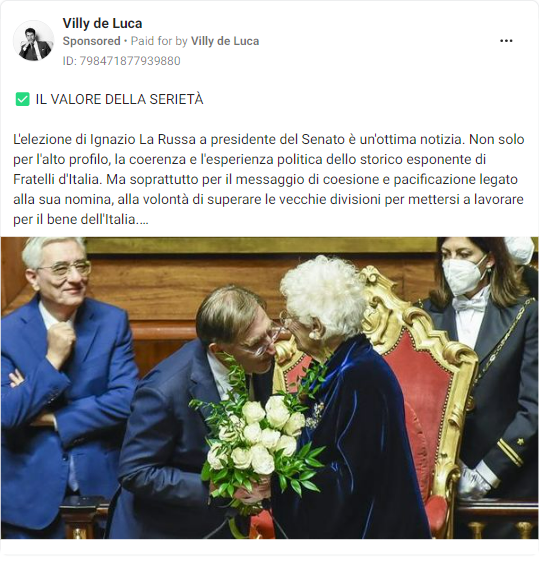 Villy de Luca
Sponsored • Paid for by Villy de Luca
ID: 798471877939880
✅ IL VALORE DELLA SERIETÀ
L'elezione di Ignazio La Russa a presidente del Senato è un'ottima notizia. Non solo
per l'alto profilo, la coerenza e l'esperienza politica dello storico esponente di
Fratelli d'Italia. Ma soprattutto per il messaggio di coesione e pacificazione legato
alla sua nomina, alla volontà di superare le vecchie divisioni per mettersi a lavorare
per il bene dell'Italia....